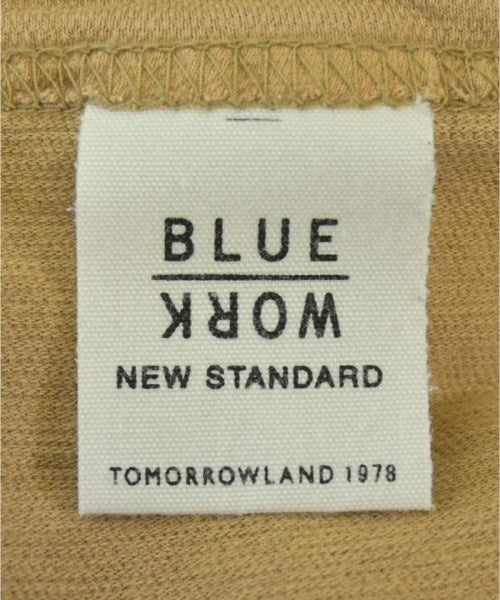 BLUE
WORK
NEW STANDARD
TOMORROWLAND 1978